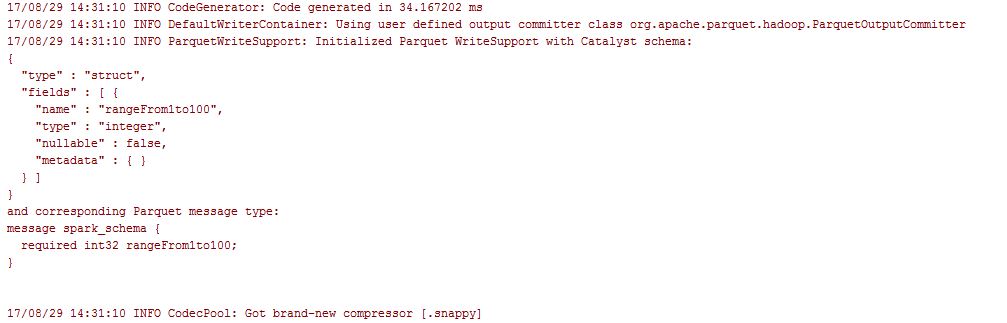 17/08/29 14:31:10 INFO CodeGenerator: Code generated in 34.167202 ms
17/08/29 14:31:10 INFO DefaultWriterContainer: Using user defined output committer class org.apache.parquet.hadoop.ParquetOutputCommitter
17/08/29 14:31:10 INFO ParquetWriteSupport: Initialized Parquet WriteSupport with Catalyst schema:
{
  "type" : "struct",
  "fields" : [ {
    "name" : "rangeFrom1to100",
    "type" : "integer",
    "nullable" : false,
    "metadata" : { }
  } ]
}
and corresponding Parquet message type:
message spark_schema {
  required int32 rangeFrom1to100;
}
17/08/29 14:31:10 INFO CodecPool: Got brand-new compressor [.snappy]